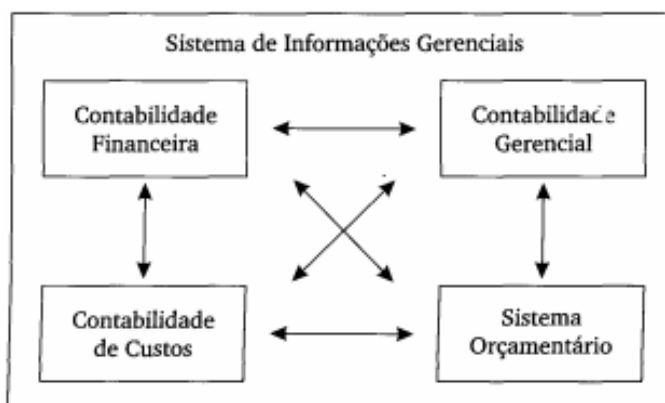 Sistema de Informações Gerenciais
Contabilidade
Financeira
Contabilidade
Gerencial
Contabilidade
de Custos
Sistema
Orçamentário